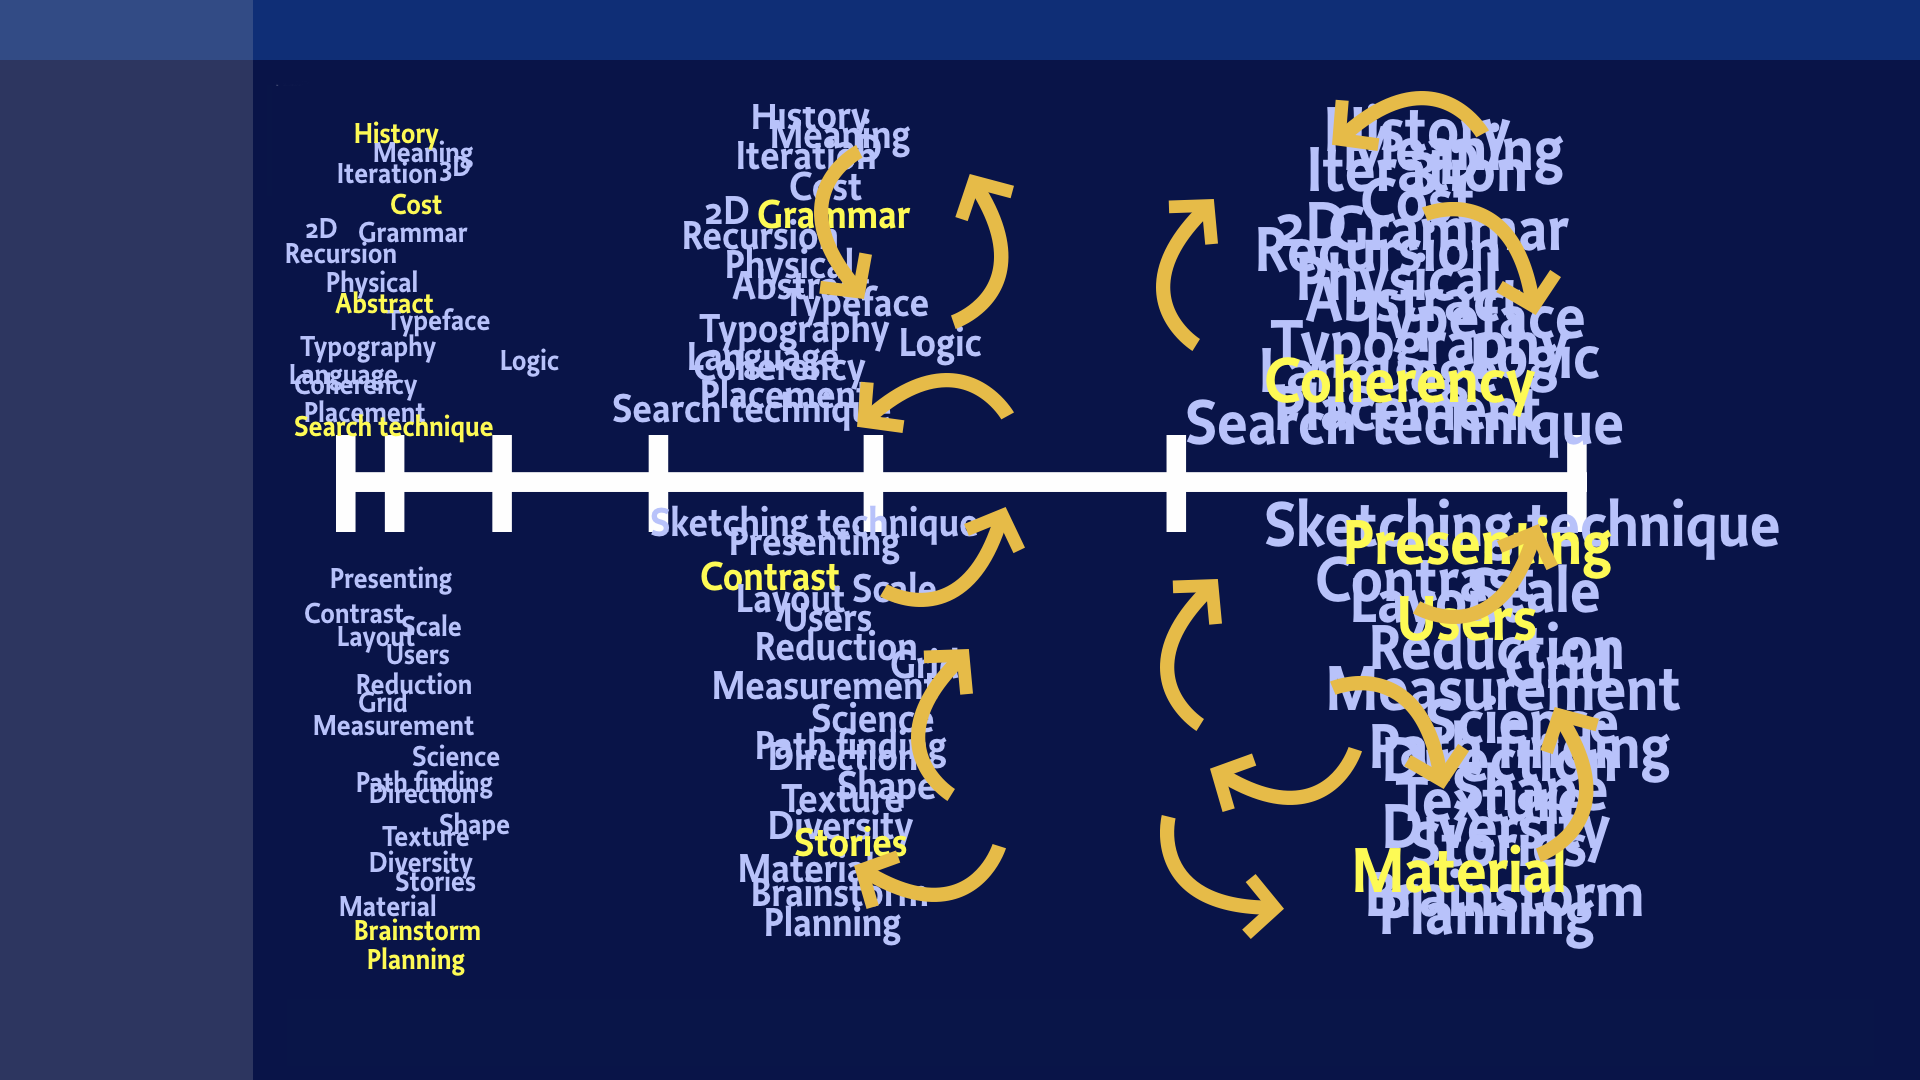 History
Meaning
Iteration
3D
Cost
2D
Grammar
Recursion
Physical
Abstract
Typeface
Typography
Logic
Language
Coherency
Placement
Search technique
Presenting
Contrast
Scale
Layout
Users
Reduction
Grid
Measurement
Science
Path finding
Direction
Shape
Texture
Diversity
Stories
Material
Brainstorm
Planning
History
Meaning
Iteration
Cost
2D
Grammar
Recursion
Physical
Abstract
Typeface
Typography
Logic
Language
Coherency
Placement
Search technique
Sketching technique
Presenting
Contrast
Scale
Layout
Users
Reduction
Grid
Measurement
Science
Path finding
Direction
Shape
Texture
Diversity
Stories
Material
Brainstorm
Planning
History
Meaning
Iteration
3D
Cost
2D
Grammar
Recursion
Physical
Abstract
Typeface
Typography
Logic
Language
Coherency
Placement
Search technique
Sketching technique
Presenting
Contrast
Scale
Layout
Users
Reduction
Grid
Measurement
Science
Path finding
Direction
Shape
Texture
Diversity
Stories
Material
Brainstorm
Planning